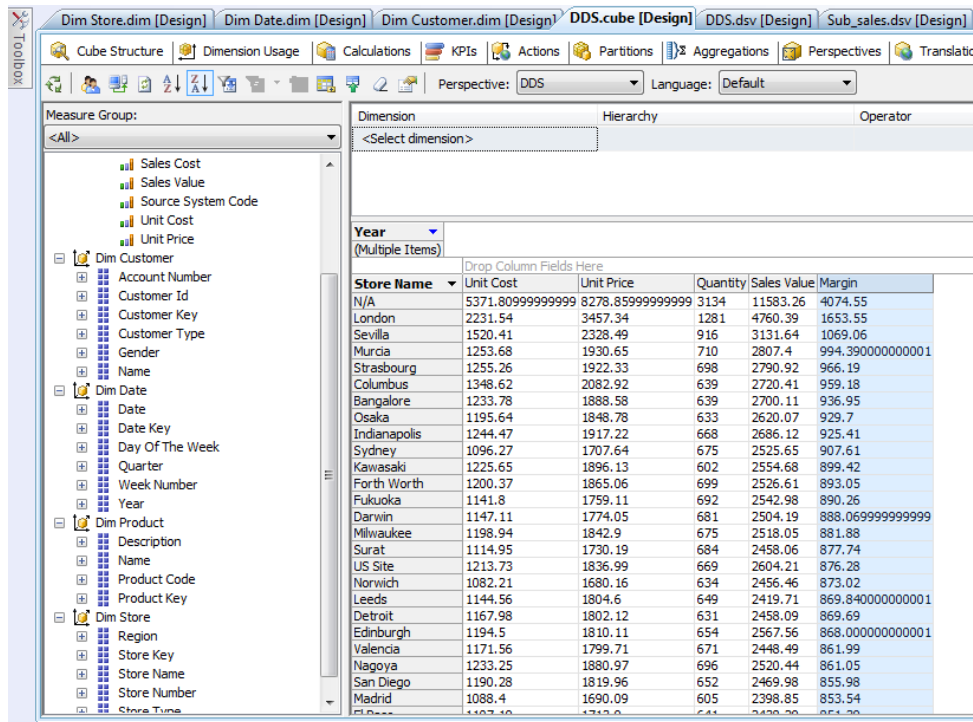 Dim Store.dim [Design] Dim Date.dim [Design] Dim Customer.dim [Design] DDS.cube [Design] DDS.dsv [Design] Sub_sales.dsv [Design]
Toolbox
Cube Structure Dimension Usage Calculations KPIs Actions Partitions Aggregations Perspectives Translatio
Perspective: DDS Language: Default
Measure Group:
<All>
Dimension Hierarchy Operator
<Select dimension>
Sales Cost
Sales Value
Source System Code
Unit Cost
Unit Price
Dim Customer
Account Number
Customer Id
Customer Key
Customer Type
Gender
Name
Dim Date
Date
Date Key
Day Of The Week
Quarter
Week Number
Year
Dim Product
Description
Name
Product Code
Product Key
Dim Store
Region
Store Key
Store Name
Store Number
Store Type
Year
(Multiple Items)
Drop Column Fields Here
Store Name Unit Cost Unit Price Quantity Sales Value Margin
N/A 5371.80999999999 8278.85999999999 3134 11583.26 4074.55
London 2231.54 3457.34 1281 4760.39 1653.55
Sevilla 1520.41 2328.49 916 3131.64 1069.06
Murcia 1253.68 1930.65 710 2807.4 994.390000000001
Strasbourg 1255.26 1922.33 698 2790.92 966.19
Columbus 1348.62 2082.92 639 2720.41 959.18
Bangalore 1233.78 1888.58 639 2700.11 936.95
Osaka 1195.64 1848.78 633 2620.07 929.7
Indianapolis 1244.47 1917.22 668 2686.12 925.41
Sydney 1096.27 1707.64 675 2525.65 907.61
Kawasaki 1225.65 1896.13 602 2554.68 899.42
Forth Worth 1200.37 1865.06 699 2526.61 893.05
Fukuoka 1141.8 1759.11 692 2542.98 890.26
Darwin 1147.11 1774.05 681 2504.19 888.069999999999
Milwaukee 1198.94 1842.9 675 2518.05 881.88
Surat 1114.95 1730.19 684 2458.06 877.74
US Site 1213.73 1836.99 669 2604.21 876.28
Norwich 1082.21 1680.16 634 2456.46 873.02
Leeds 1144.56 1804.6 649 2419.71 869.840000000001
Detroit 1167.98 1802.12 631 2458.09 869.69
Edinburgh 1194.5 1810.11 654 2567.56 868.000000000001
Valencia 1171.56 1799.71 671 2448.49 861.99
Nagoya 1233.25 1880.97 696 2520.44 861.05
San Diego 1190.28 1819.96 652 2469.98 855.98
Madrid 1088.4 1690.09 605 2398.85 853.54